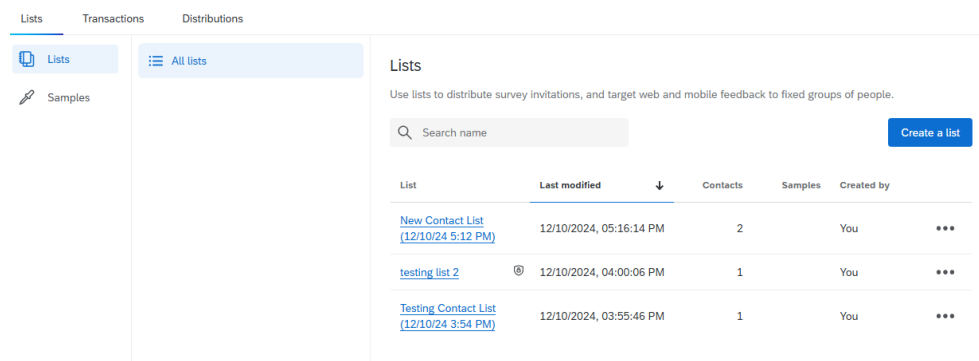 Lists Transactions Distributions
Lists
Samples
All lists
Lists
Use lists to distribute survey invitations, and target web and mobile feedback to fixed groups of people.
Search name
Create a list
List Last modified Contacts Samples Created by
New Contact List
(12/10/24 5:12 PM)
12/10/2024, 05:16:14 PM 2 You
testing list 2 12/10/2024, 04:00:06 PM 1 You
Testing Contact List
(12/10/24 3:54 PM)
12/10/2024, 03:55:46 PM 1 You